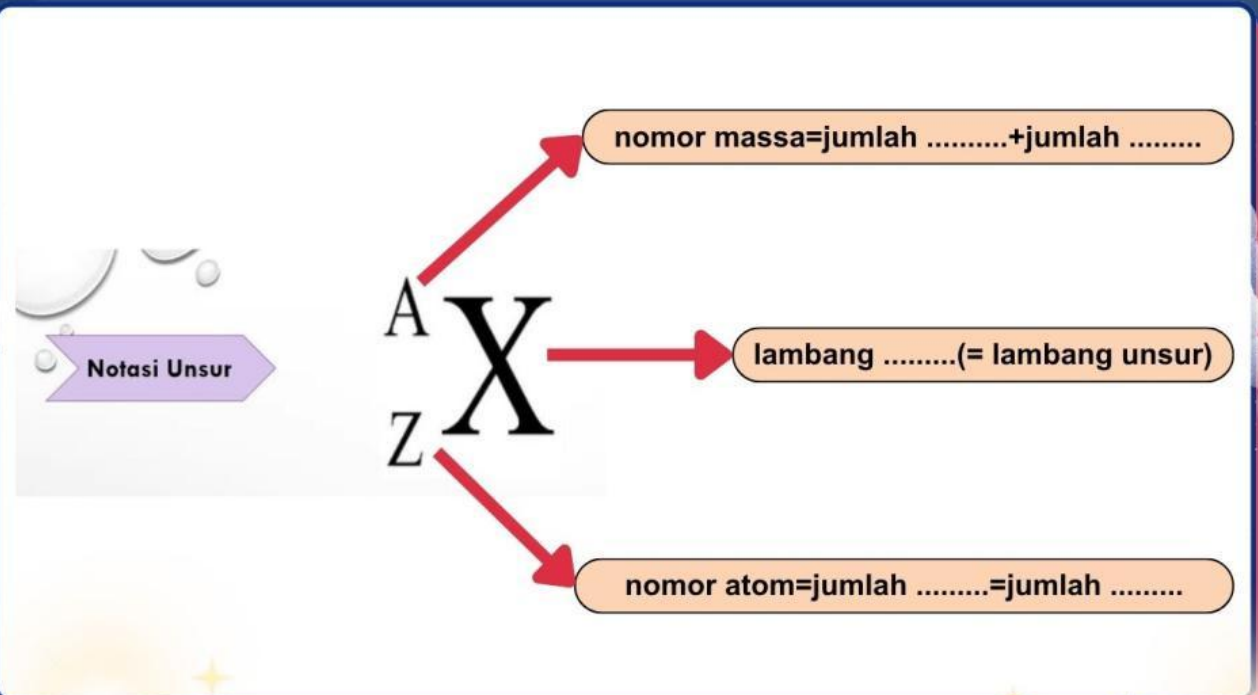 nomor massa=jumlah ..........+jumlah .........
A
X
lambang .........(= lambang unsur)
Notasi Unsur
Z
nomor atom=jumlah .........=jumlah .........